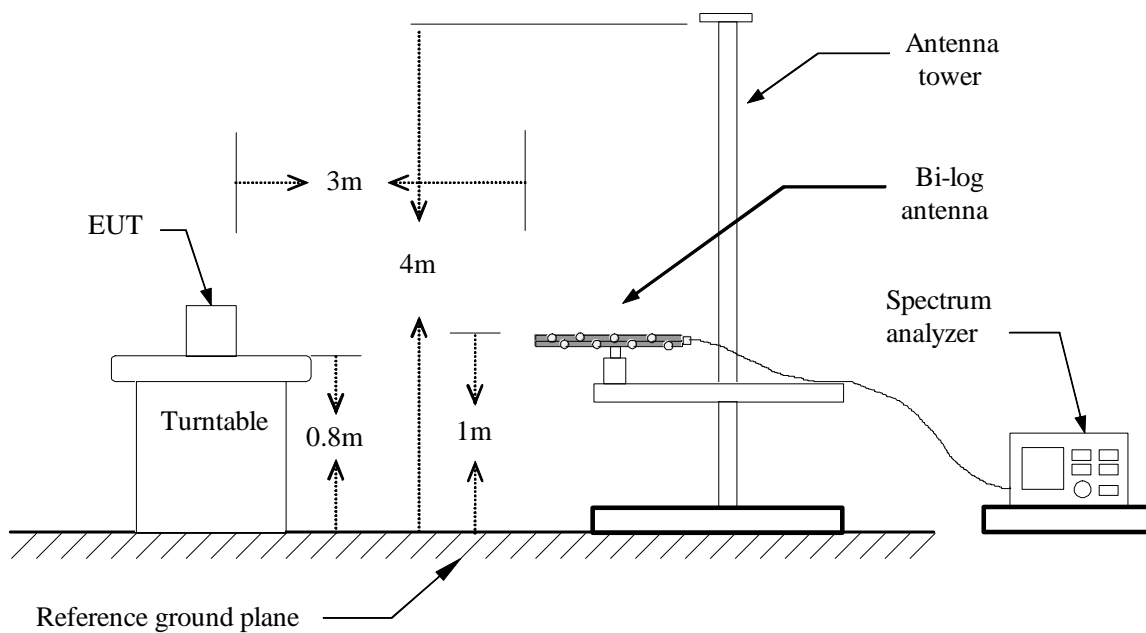 Antenna
tower
3m
Bi-log
antenna
EUT
4m
Spectrum
analyzer
Turntable
0.8m
1m
Reference ground plane